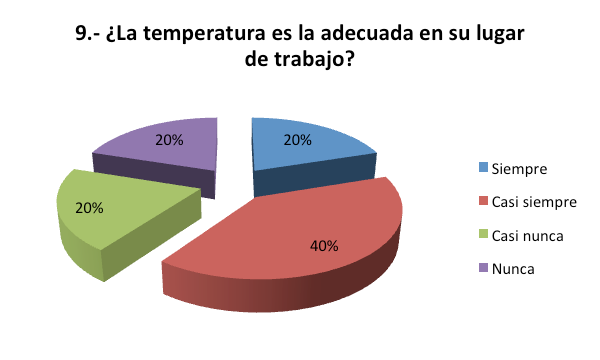 9.- ¿La temperatura es la adecuada en su lugar
de trabajo?
20%
20%
20%
40%
Siempre
Casi siempre
Casi nunca
Nunca